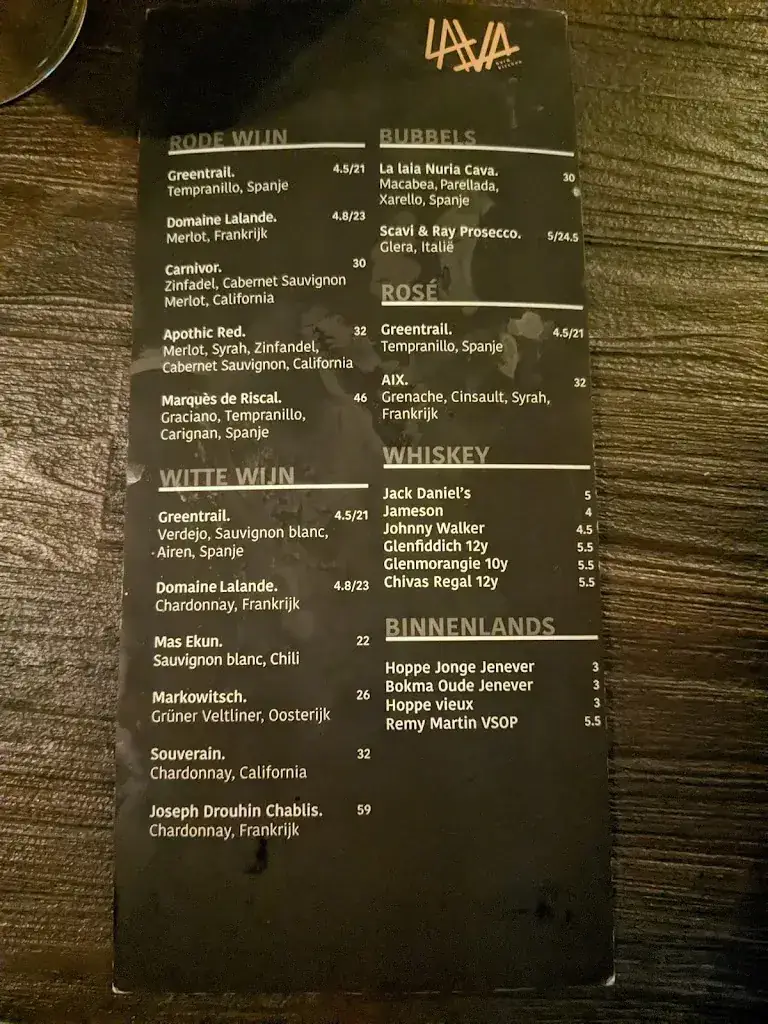 LAVA
RODE WIJN
Greentrail. 4.5/21
Tempranillo, Spanje
Domaine Lalande. 4.8/23
Merlot, Frankrijk
Carnivor. 30
Zinfadel, Cabernet Sauvignon
Merlot, California
Apothic Red. 32
Merlot, Syrah, Zinfandel,
Cabernet Sauvignon, California
Marquès de Riscal. 46
Graciano, Tempranillo,
Carignan, Spanje
WITTE WIJN
Greentrail. 4.5/21
Verdejo, Sauvignon blanc,
Airen, Spanje
Domaine Lalande. 4.8/23
Chardonnay, Frankrijk
Mas Ekun. 22
Sauvignon blanc, Chili
Markowitsch. 26
Grüner Veltliner, Oosterijk
Souverain. 32
Chardonnay, California
Joseph Drouhin Chablis. 59
Chardonnay, Frankrijk
BUBBELS
La laia Nuria Cava. 30
Macabea, Parellada,
Xarello, Spanje
Scavi & Ray Prosecco. 5/24.5
Glera, Italië
ROSÉ
Greentrail. 4.5/21
Tempranillo, Spanje
AIX. 32
Grenache, Cinsault, Syrah,
Frankrijk
WHISKEY
Jack Daniel's 5
Jameson 4
Johnny Walker 4.5
Glenfiddich 12y 5.5
Glenmorangie 10y 5.5
Chivas Regal 12y 5.5
BINNENLANDS
Hoppe Jonge Jenever 3
Bokma Oude Jenever 3
Hoppe vieux 3
Remy Martin VSOP 5.5